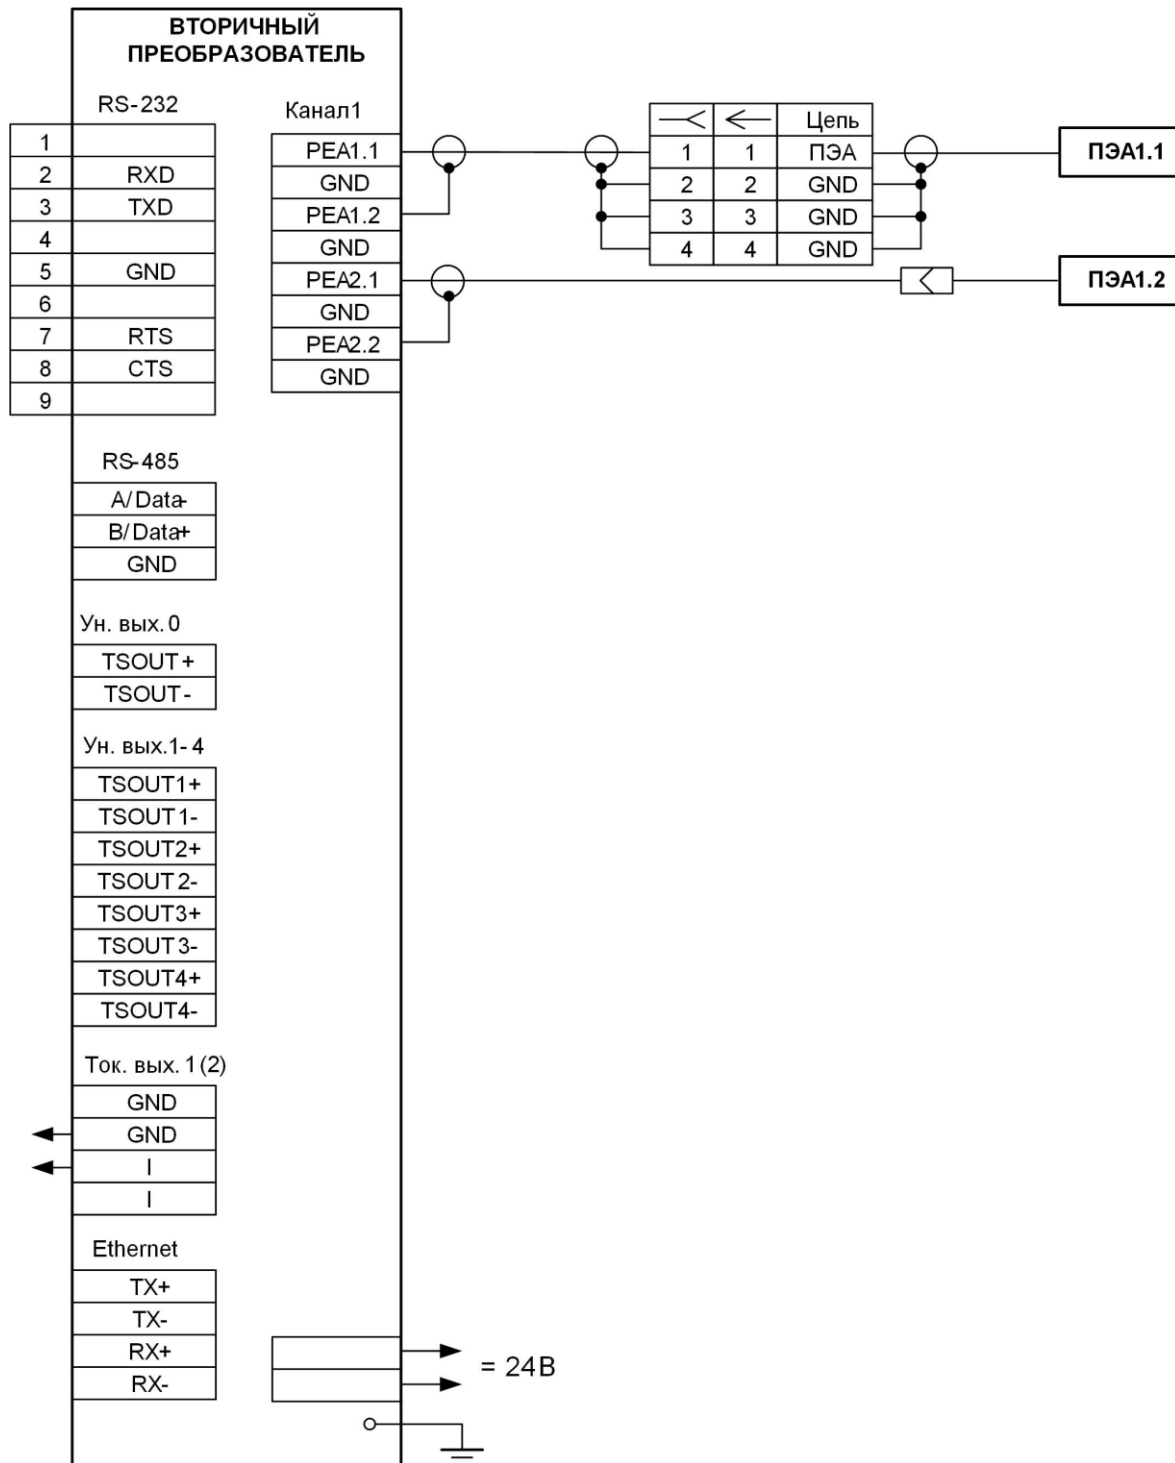 ВТОРИЧНЫЙ
ПРЕОБРАЗОВАТЕЛЬ
RS-232
1
2 RXD
3 TXD
4
5 GND
6
7 RTS
8 CTS
9
Канал1
PEA1.1
GND
PEA1.2
GND
PEA2.1
GND
PEA2.2
GND
Цепь
1 1 ПЭА
2 2 GND
3 3 GND
4 4 GND
ПЭА1.1
ПЭА1.2
RS-485
A/Data-
B/Data+
GND
Ун. вых. 0
TSOUT+
TSOUT-
Ун. вых.1-4
TSOUT1+
TSOUT1-
TSOUT2+
TSOUT2-
TSOUT3+
TSOUT3-
TSOUT4+
TSOUT4-
Ток. вых. 1(2)
GND
GND
I
I
Ethernet
TX+
TX-
RX+
RX-
= 24В